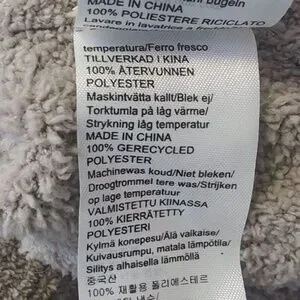 MADE IN CHINA
100% POLIESTERE RICICLATO
Lavare in lavatrice a freddo
temperatura/Ferro fresco
TILLVERKAD I KINA
100% ÅTERVUNNEN
POLYESTER
Maskintvätta kallt/Blek ej/
Torktumla på låg värme/
Strykning låg temperatur
MADE IN CHINA
100% GERECYCLED
POLYESTER
Machinewas koud/Niet bleken/
Droogtrommel tere was/Strijken
op lage temperatuur
VALMISTETTU KIINASSA
100% KIERRÄTETTY
POLYESTERI
Kylmä konepesu/Älä valkaise/
Kuivausrumpu, matala lämpötila/
Silitys alhaisella lämmöllä
중국산
100% 재활용 폴리에스테르